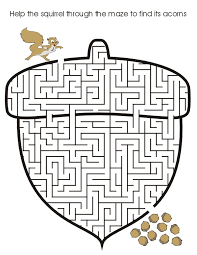 Help the squirrel through the maze to find its acorns